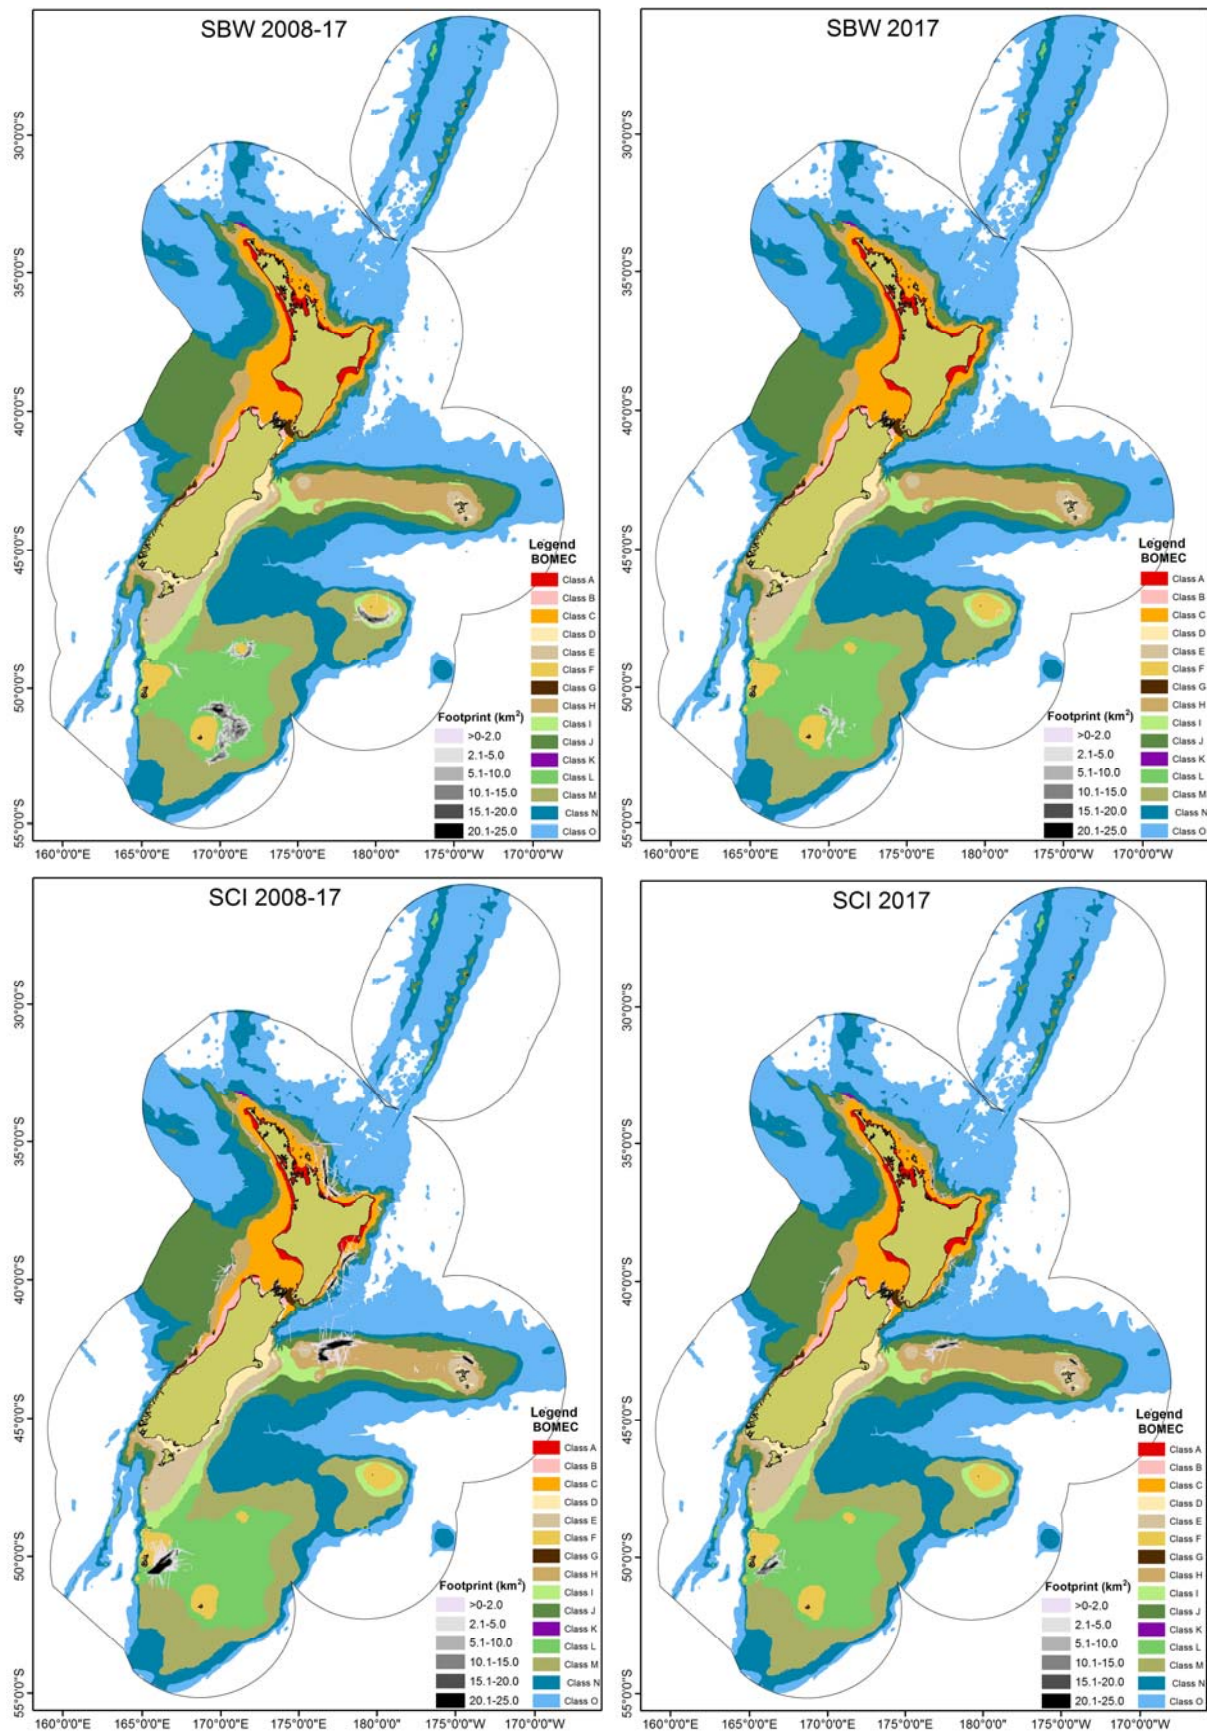 SBW 2008-17
30°0'0"S
35°0'0"S
40°0'0"S
45°0'0"S
50°0'0"S
55°0'0"S
Legend
BOMEC
Class A
Class B
Class C
Class D
Class E
Class F
Class G
Class H
Class I
Class J
Class K
Class L
Class M
Class N
Class O
Footprint (km²)
>0-2.0
2.1-5.0
5.1-10.0
10.1-15.0
15.1-20.0
20.1-25.0
160°0'0"E
165°0'0"E
170°0'0"E
175°0'0"E
180°0'0"E
175°0'0"W
170°0'0"W
SBW 2017
30°0'0"S
35°0'0"S
40°0'0"S
45°0'0"S
50°0'0"S
55°0'0"S
Legend
BOMEC
Class A
Class B
Class C
Class D
Class E
Class F
Class G
Class H
Class I
Class J
Class K
Class L
Class M
Class N
Class O
Footprint (km²)
>0-2.0
2.1-5.0
5.1-10.0
10.1-15.0
15.1-20.0
20.1-25.0
160°0'0"E
165°0'0"E
170°0'0"E
175°0'0"E
180°0'0"E
175°0'0"W
170°0'0"W
SCI 2008-17
30°0'0"S
35°0'0"S
40°0'0"S
45°0'0"S
50°0'0"S
55°0'0"S
Legend
BOMEC
Class A
Class B
Class C
Class D
Class E
Class F
Class G
Class H
Class I
Class J
Class K
Class L
Class M
Class N
Class O
Footprint (km²)
>0-2.0
2.1-5.0
5.1-10.0
10.1-15.0
15.1-20.0
20.1-25.0
160°0'0"E
165°0'0"E
170°0'0"E
175°0'0"E
180°0'0"E
175°0'0"W
170°0'0"W
SCI 2017
30°0'0"S
35°0'0"S
40°0'0"S
45°0'0"S
50°0'0"S
55°0'0"S
Legend
BOMEC
Class A
Class B
Class C
Class D
Class E
Class F
Class G
Class H
Class I
Class J
Class K
Class L
Class M
Class N
Class O
Footprint (km²)
>0-2.0
2.1-5.0
5.1-10.0
10.1-15.0
15.1-20.0
20.1-25.0
160°0'0"E
165°0'0"E
170°0'0"E
175°0'0"E
180°0'0"E
175°0'0"W
170°0'0"W